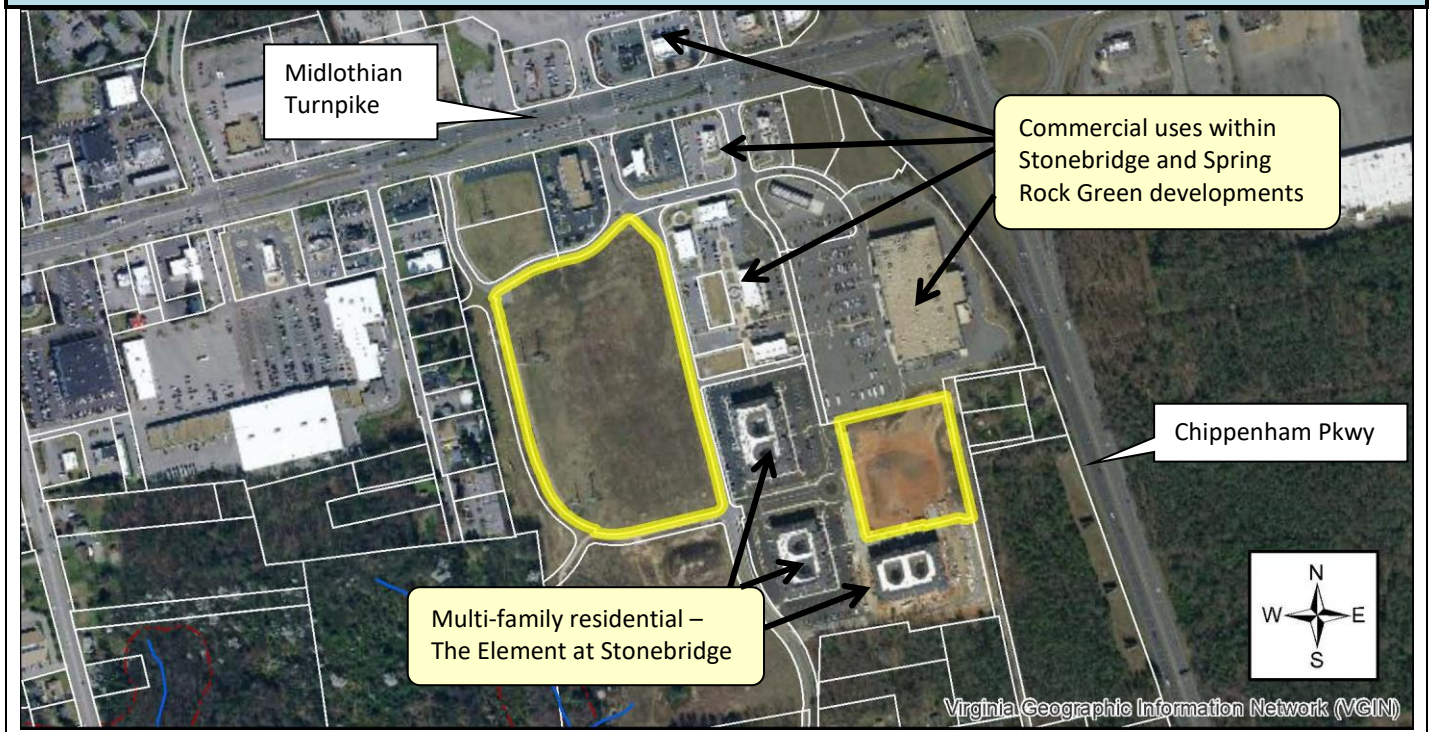 Midlothian
Turnpike
Commercial uses within
Stonebridge and Spring
Rock Green developments
Chippenham Pkwy
Multi-family residential –
The Element at Stonebridge
N
W E
S
Virginia Geographic Information Network (VGIN)